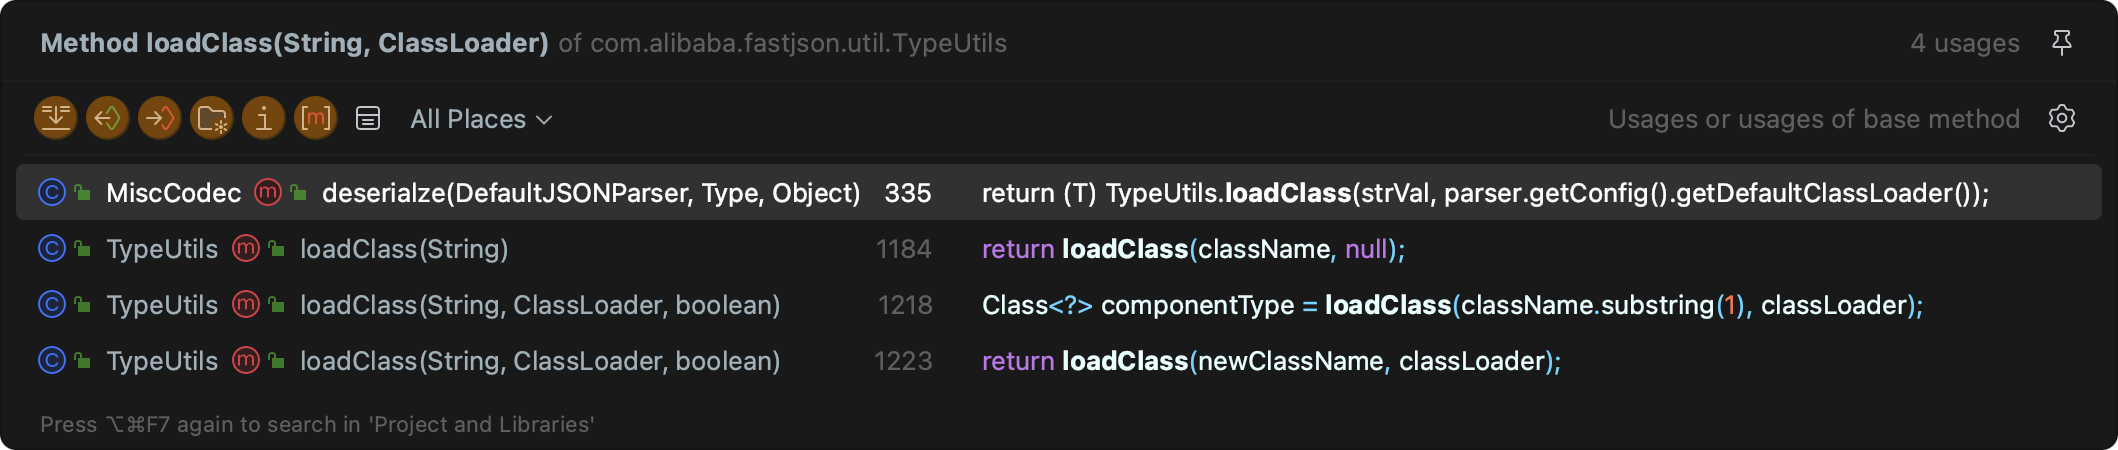 Method loadClass(String, ClassLoader) of com.alibaba.fastjson.util.TypeUtils 4 usages
i [m] All Places Usages or usages of base method
C MiscCodec m deserialze(DefaultJSONParser, Type, Object) 335 return (T) TypeUtils.loadClass(strVal, parser.getConfig().getDefaultClassLoader());
C TypeUtils m loadClass(String) 1184 return loadClass(className, null);
C TypeUtils m loadClass(String, ClassLoader, boolean) 1218 Class<?> componentType = loadClass(className.substring(1), classLoader);
C TypeUtils m loadClass(String, ClassLoader, boolean) 1223 return loadClass(newClassName, classLoader);
Press ⌥⌘F7 again to search in 'Project and Libraries'